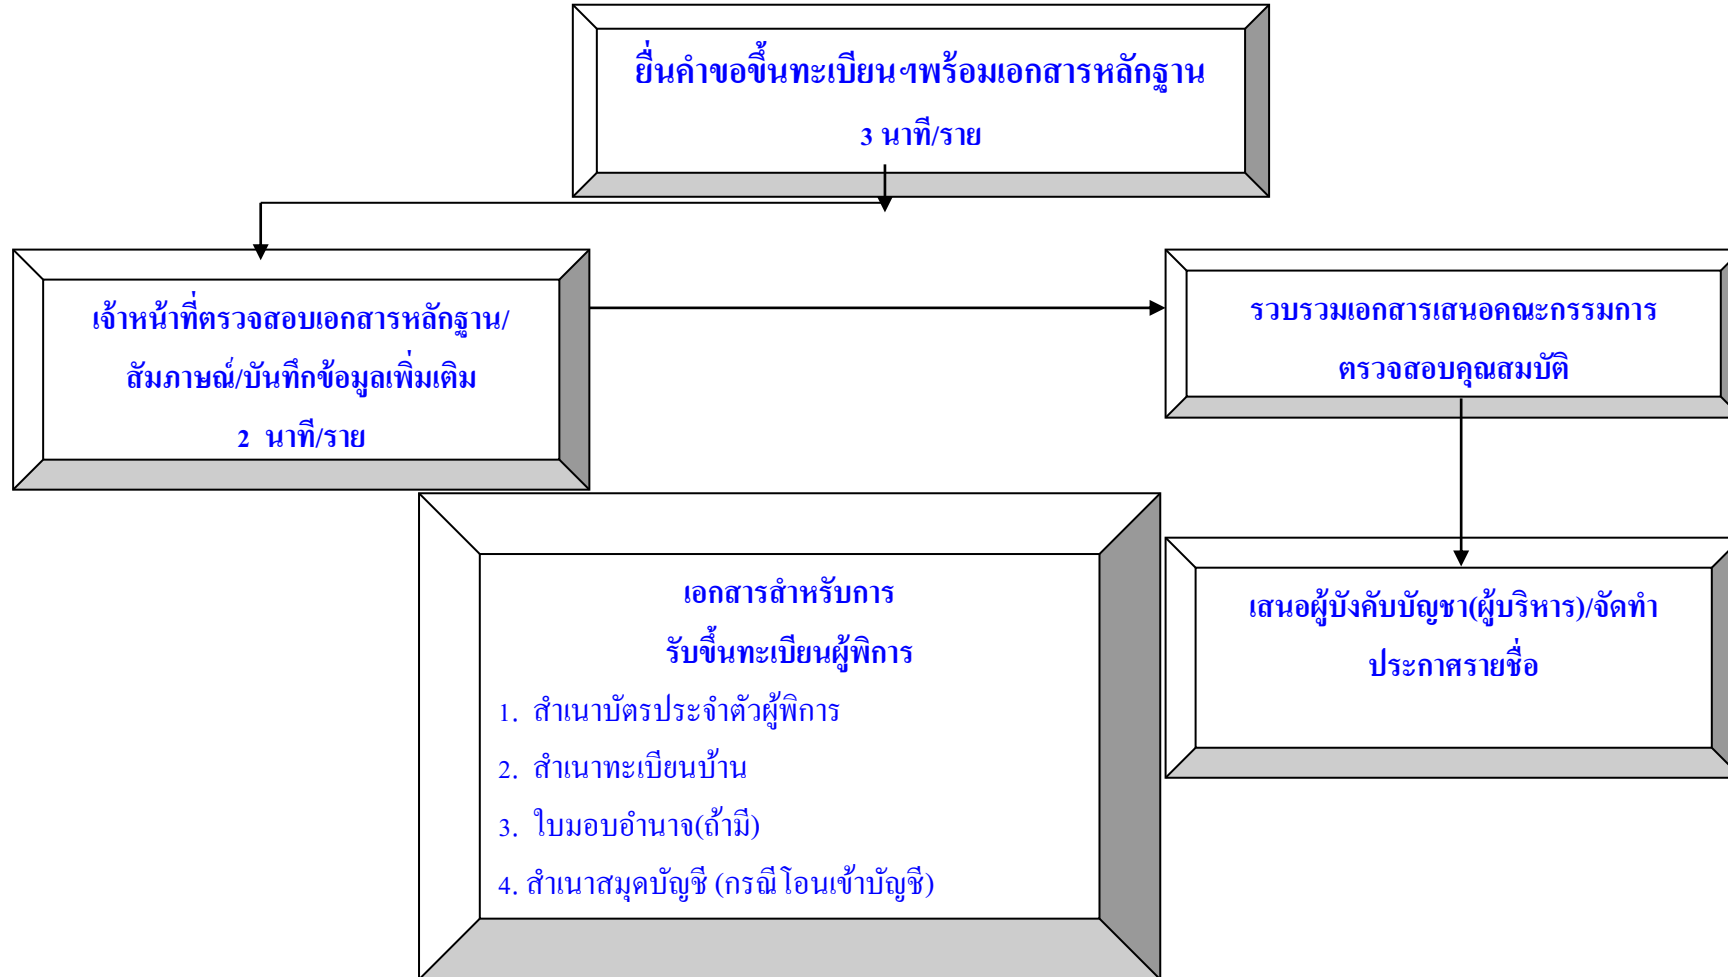 ยื่นคำขอขึ้นทะเบียนฯพร้อมเอกสารหลักฐาน
3 นาที/ราย
เจ้าหน้าที่ตรวจสอบเอกสารหลักฐาน/
สัมภาษณ์/บันทึกข้อมูลเพิ่มเติม
2 นาที/ราย
รวบรวมเอกสารเสนอคณะกรรมการ
ตรวจสอบคุณสมบัติ
เสนอผู้บังคับบัญชา(ผู้บริหาร)/จัดทำ
ประกาศรายชื่อ
เอกสารสำหรับการ
รับขึ้นทะเบียนผู้พิการ
1. สำเนาบัตรประจำตัวผู้พิการ
2. สำเนาทะเบียนบ้าน
3. ใบมอบอำนาจ(ถ้ามี)
4. สำเนาสมุดบัญชี (กรณีโอนเข้าบัญชี)